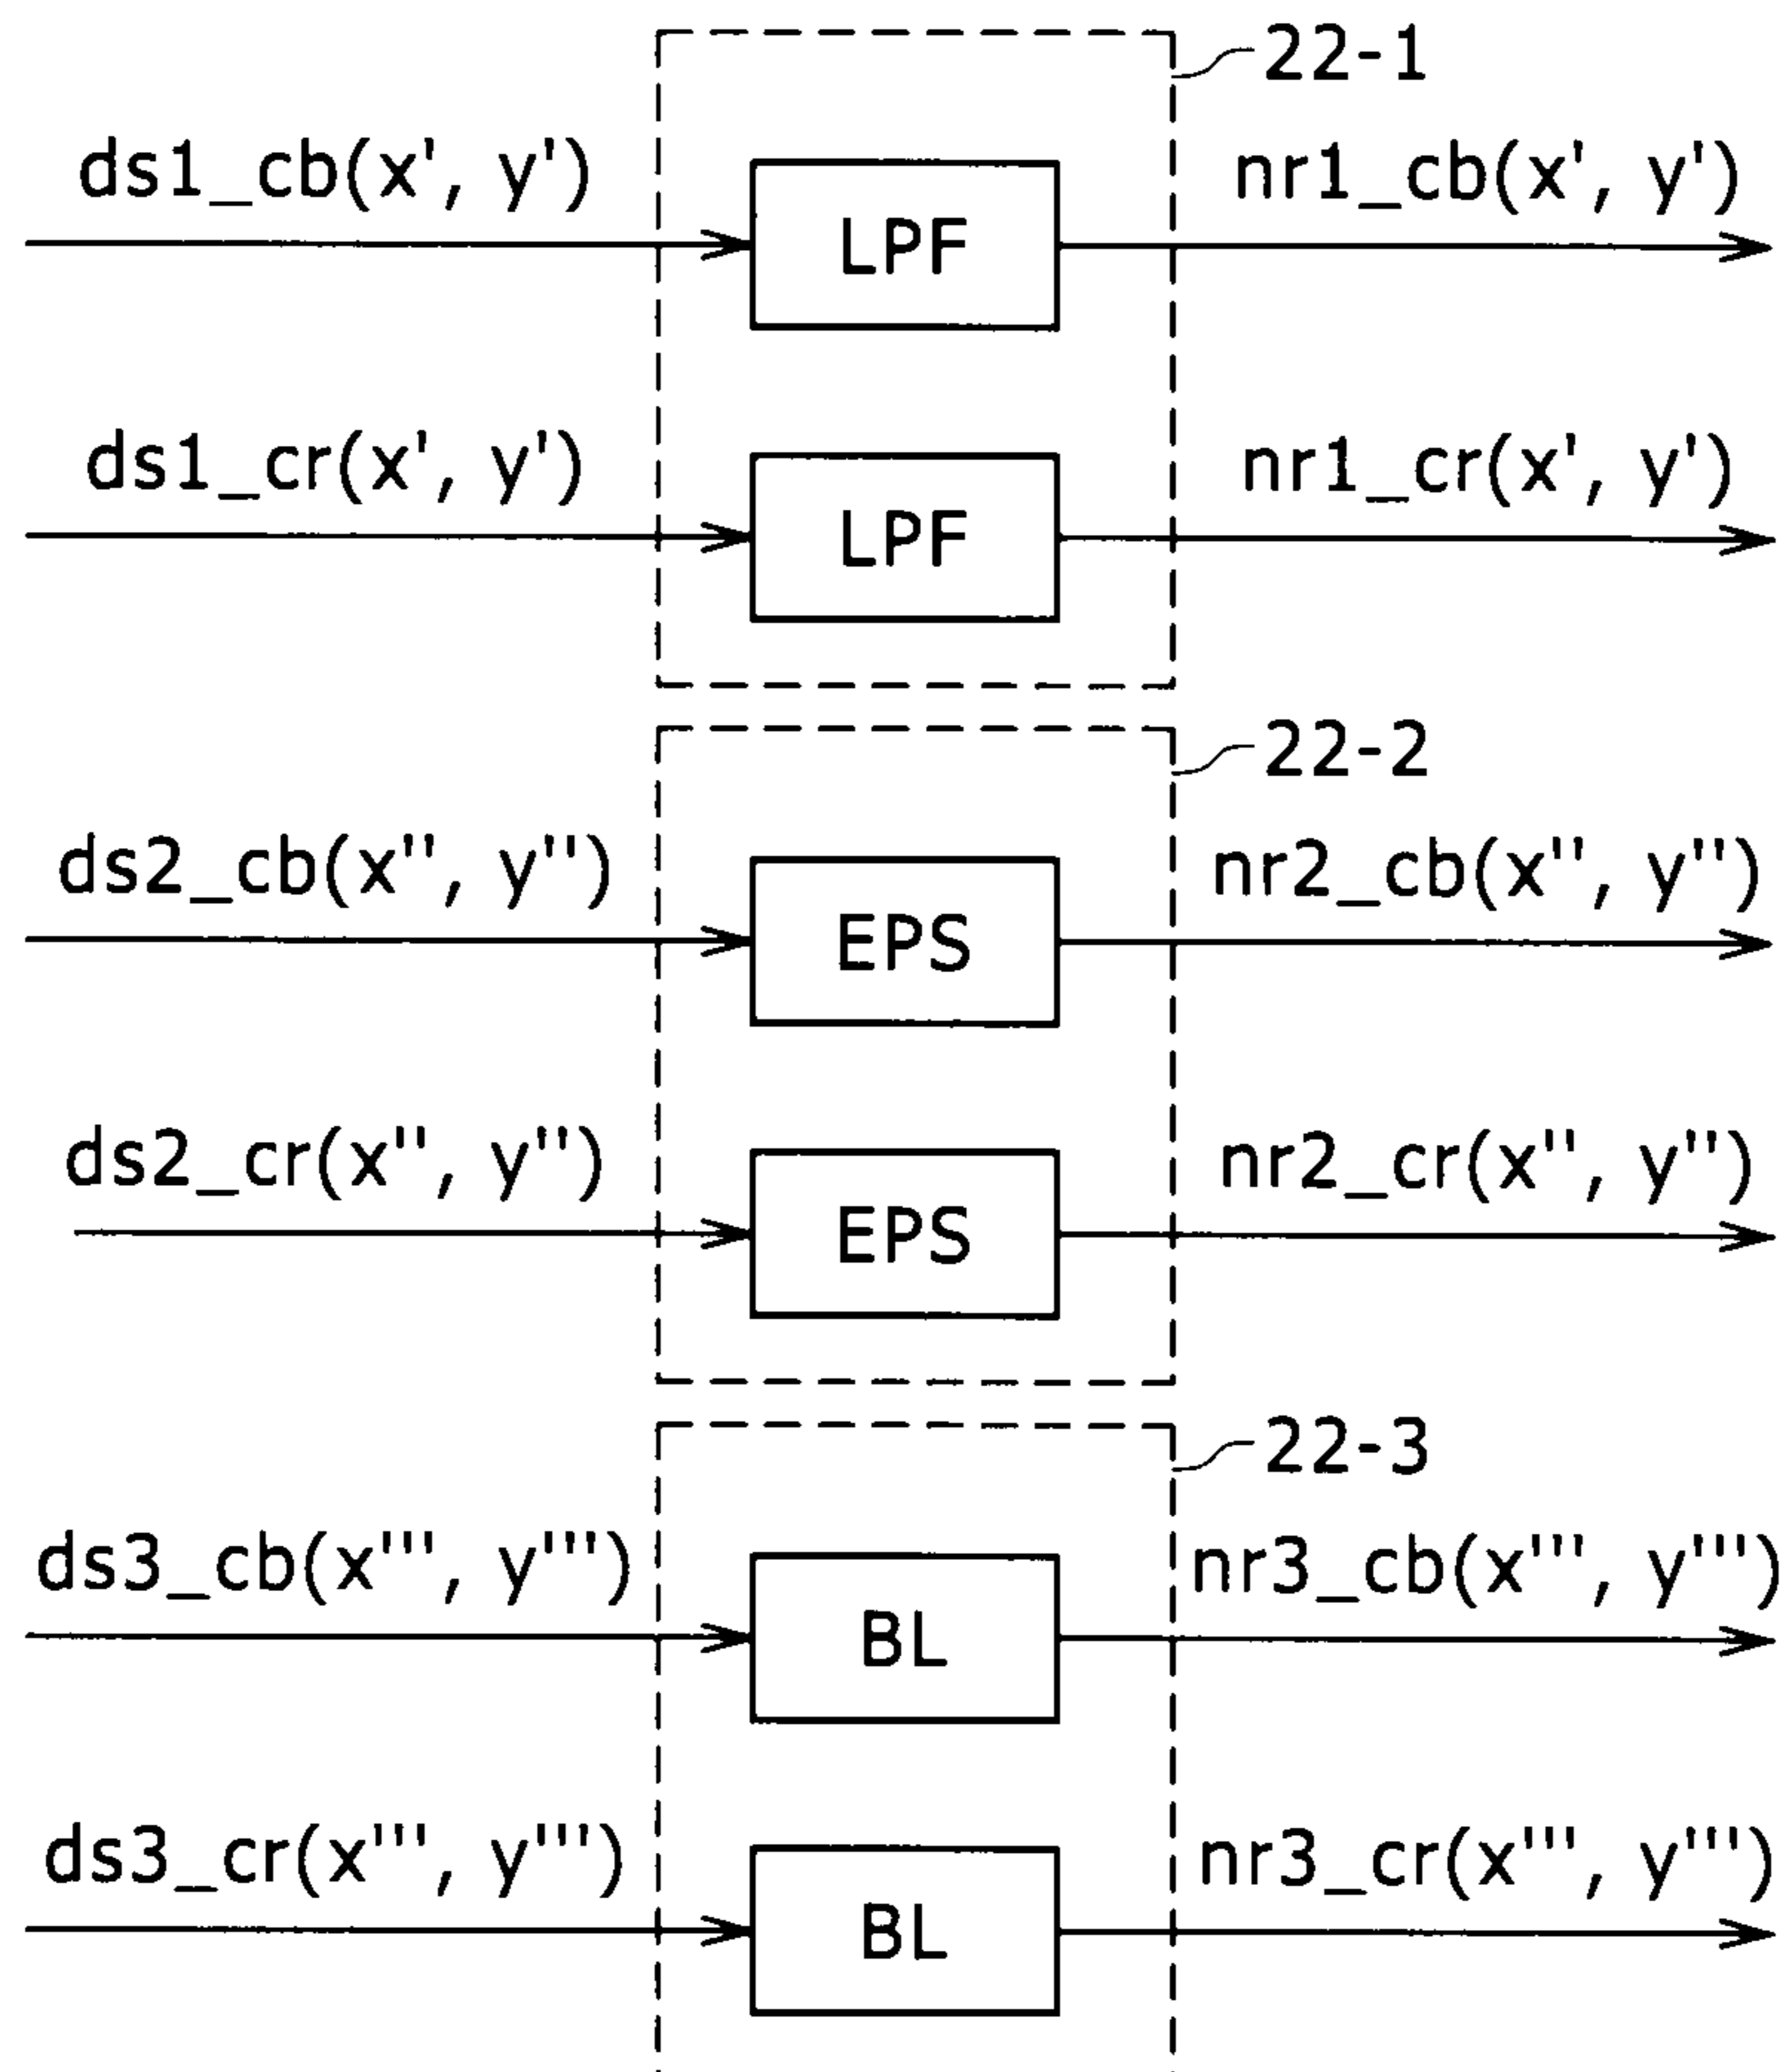 22-1
ds1_cb(x', y')
nr1_cb(x', y')
LPF
ds1_cr(x', y')
nr1_cr(x', y')
LPF
22-2
ds2_cb(x'', y'')
nr2_cb(x'', y'')
EPS
ds2_cr(x'', y'')
nr2_cr(x'', y'')
EPS
22-3
ds3_cb(x''', y''')
nr3_cb(x''', y''')
BL
ds3_cr(x''', y''')
nr3_cr(x''', y''')
BL